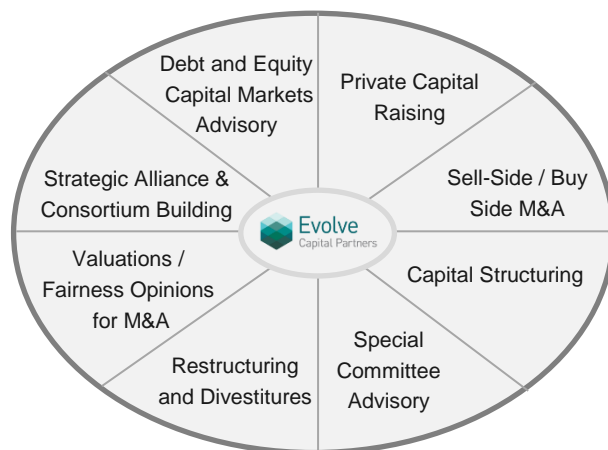 Debt and Equity
Capital Markets
Advisory
Private Capital
Raising
Sell-Side / Buy
Side M&A
Capital Structuring
Special
Committee
Advisory
Restructuring
and Divestitures
Valuations /
Fairness Opinions
for M&A
Strategic Alliance &
Consortium Building
Evolve
Capital Partners